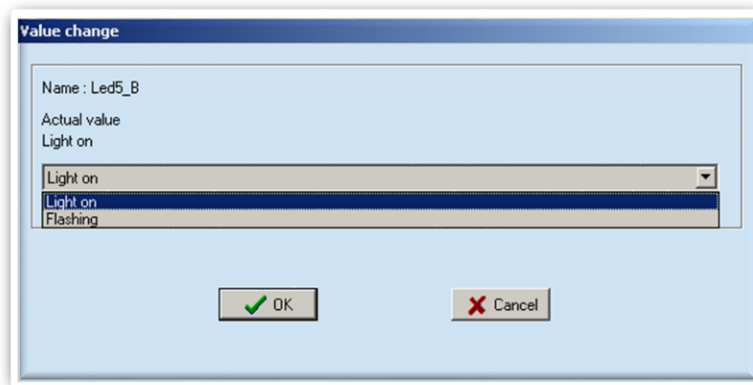 Value change
Name : Led5_B
Actual value
Light on
Light on
Light on
Flashing
OK
Cancel